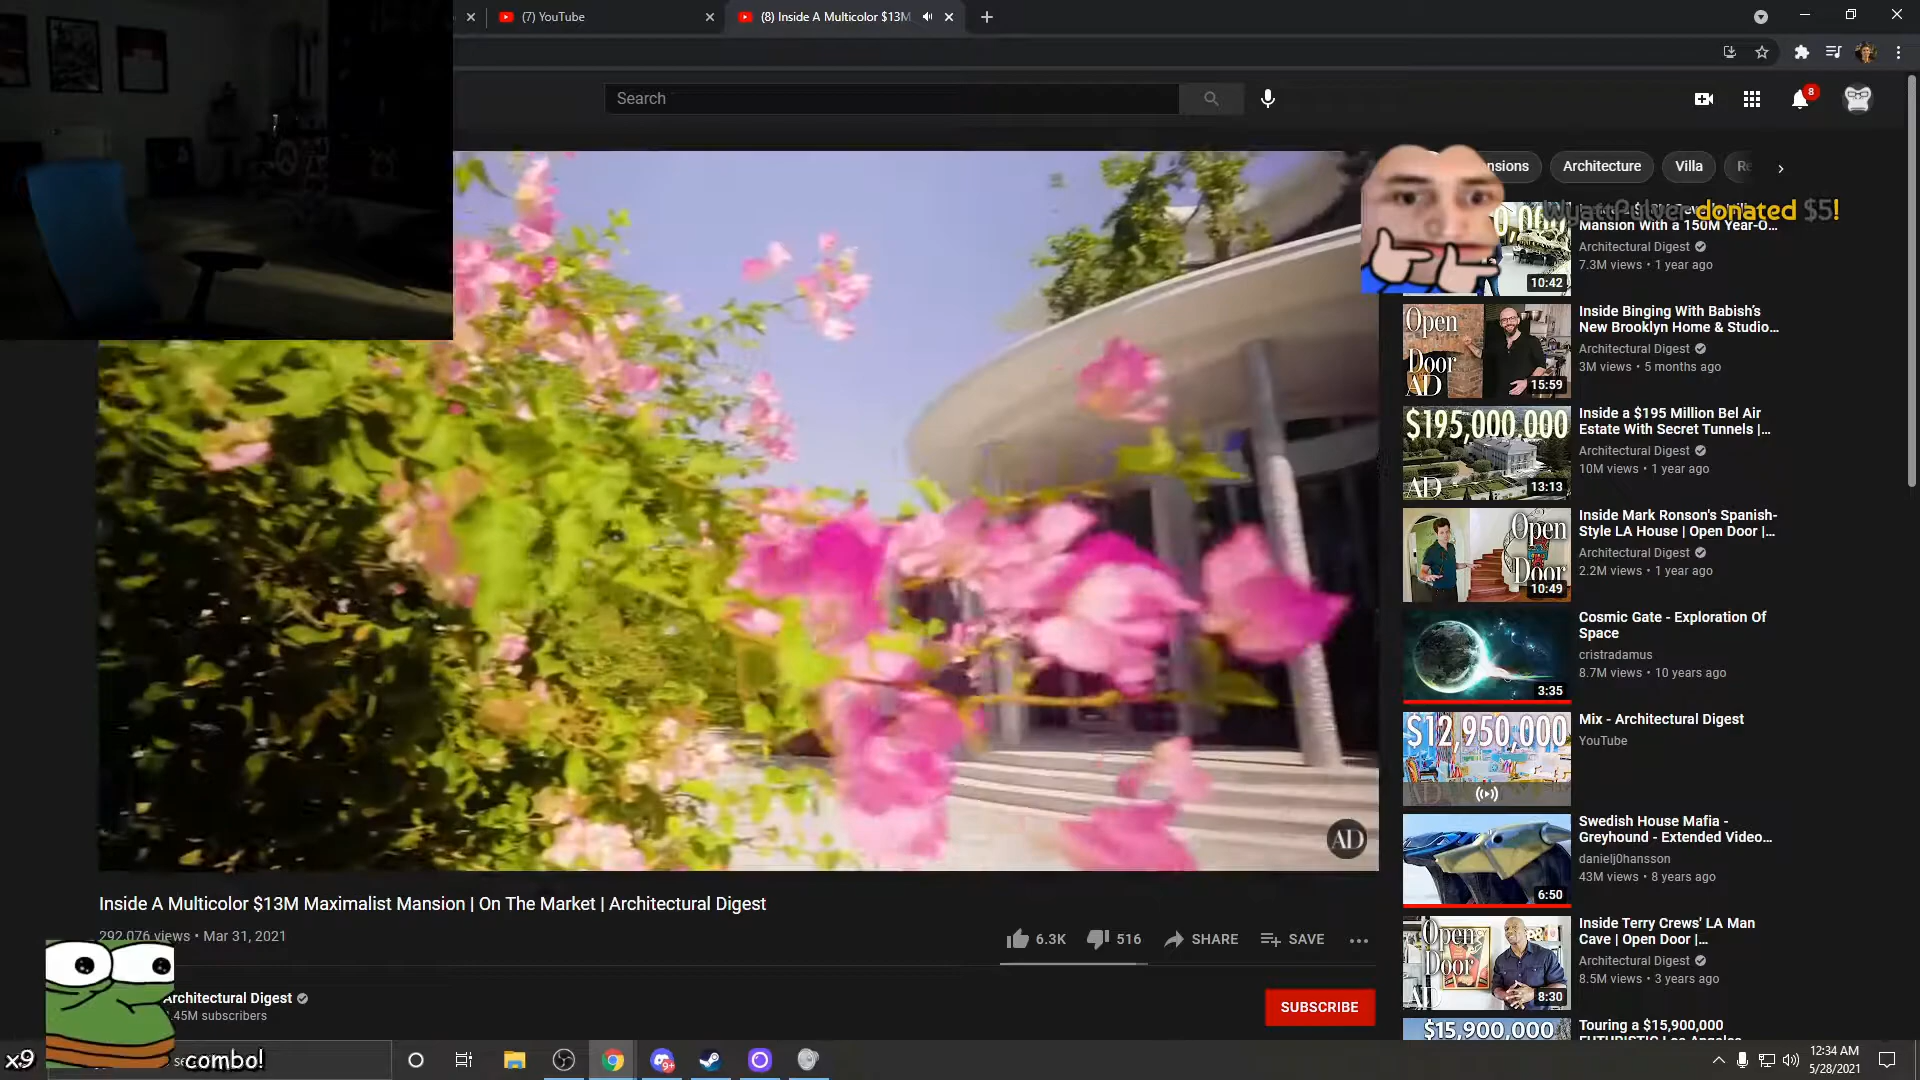 (7) YouTube
(8) Inside A Multicolor $13M
Search
8
nsions
Architecture
Villa
Re
donated $5!
Mansion With a 150M Year-O...
Architectural Digest
7.3M views • 1 year ago
10:42
Open
Door
AD
15:59
Inside Binging With Babish's
New Brooklyn Home & Studio...
Architectural Digest
3M views • 5 months ago
$195,000,000
AD
13:13
Inside a $195 Million Bel Air
Estate With Secret Tunnels |...
Architectural Digest
10M views • 1 year ago
Open
Door
10:49
Inside Mark Ronson's Spanish-
Style LA House | Open Door |...
Architectural Digest
2.2M views • 1 year ago
3:35
Cosmic Gate - Exploration Of
Space
cristradamus
8.7M views • 10 years ago
$12,950,000
Mix - Architectural Digest
YouTube
6:50
Swedish House Mafia -
Greyhound - Extended Video...
danielj0hansson
43M views • 8 years ago
Open
Door
AD
8:30
Inside Terry Crews' LA Man
Cave | Open Door |...
Architectural Digest
8.5M views • 3 years ago
$15,900,000
Touring a $15,900,000
AD
Inside A Multicolor $13M Maximalist Mansion | On The Market | Architectural Digest
292,076 views • Mar 31, 2021
6.3K
516
SHARE
SAVE
Architectural Digest
.45M subscribers
SUBSCRIBE
x9
combo!
9+
12:34 AM
5/28/2021